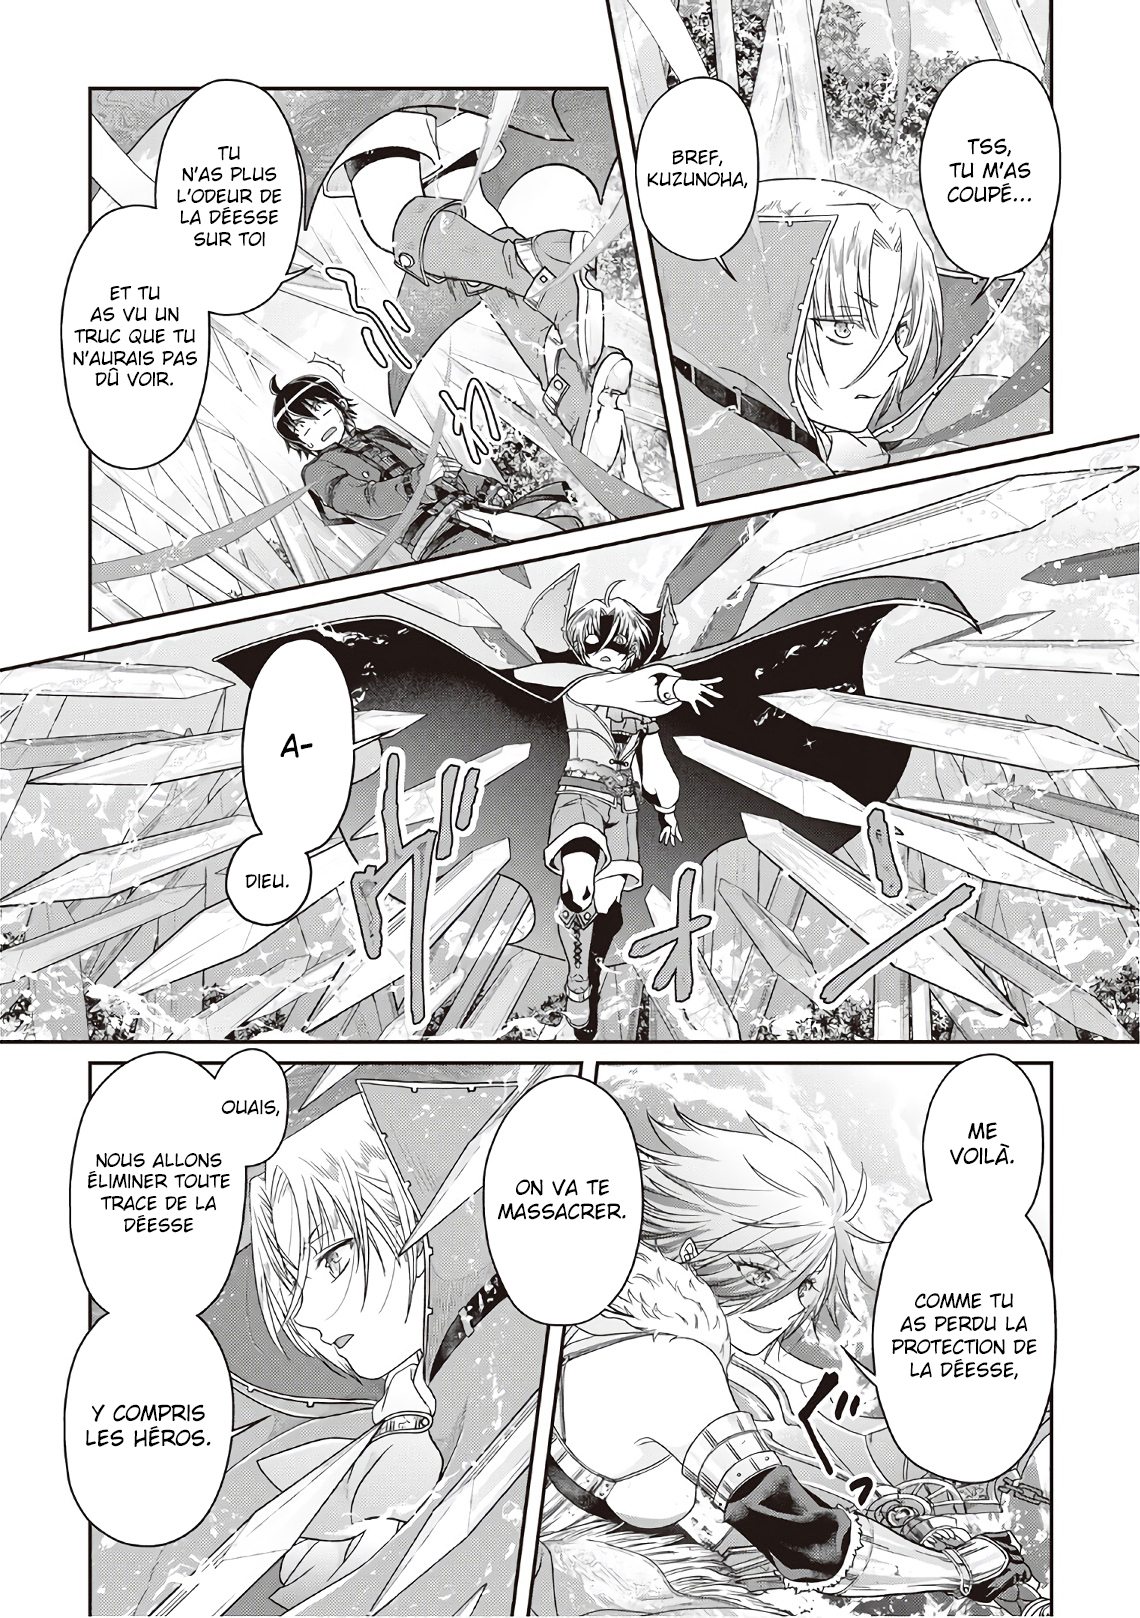 TSS,
TU M'AS
COUPÉ...
BREF,
KUZUNOHA,
TU
N'AS PLUS
L'ODEUR DE
LA DÉESSE
SUR TOI
ET TU
AS VU UN
TRUC QUE TU
N'AURAIS PAS
DÛ VOIR.
A-
DIEU.
ME
VOILÀ.
COMME TU
AS PERDU LA
PROTECTION DE
LA DÉESSE,
ON VA TE
MASSACRER.
OUAIS,
NOUS ALLONS
ÉLIMINER TOUTE
TRACE DE LA
DÉESSE
Y COMPRIS
LES HÉROS.